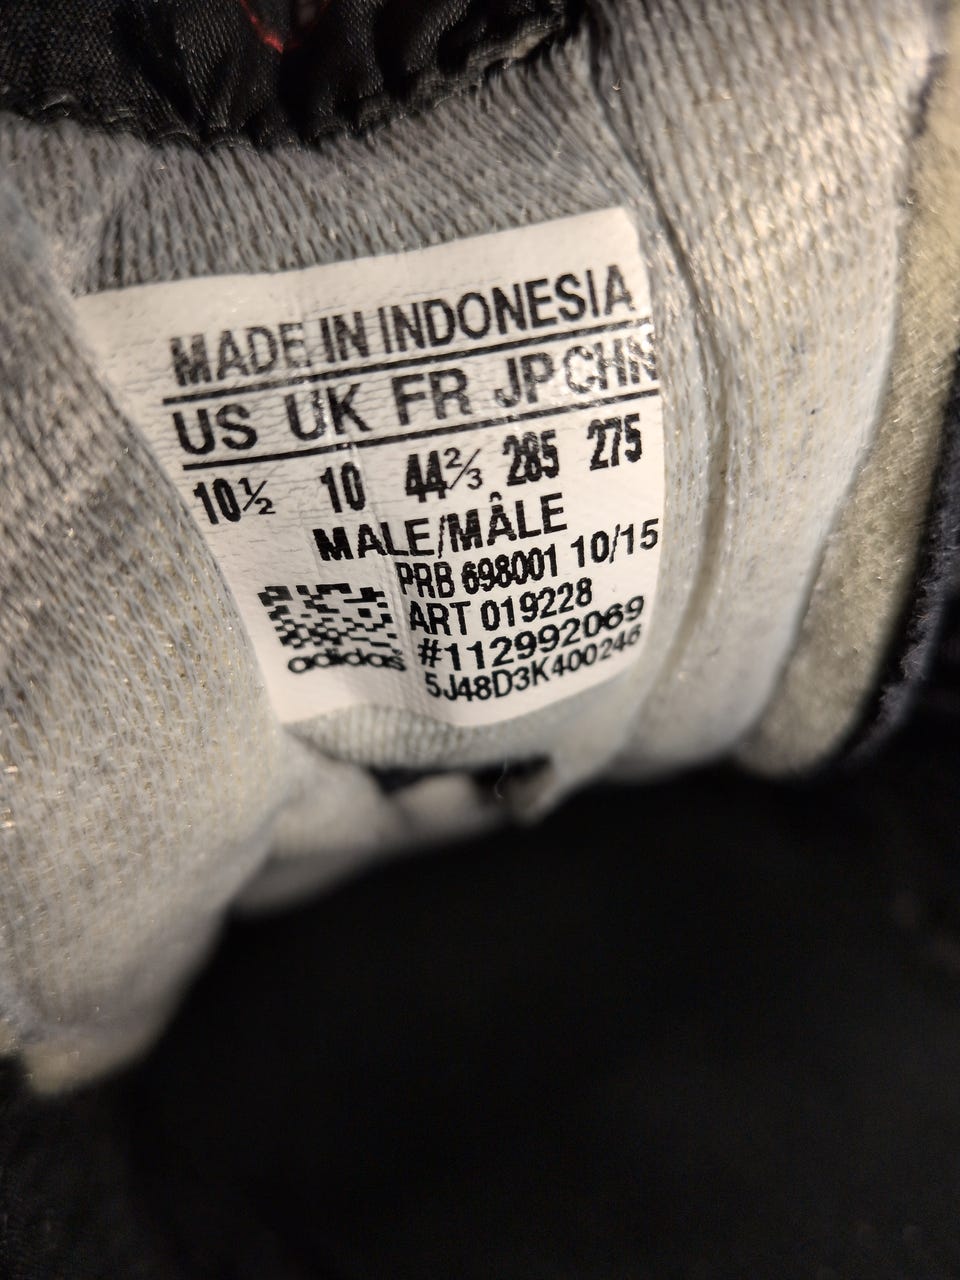 MADE IN INDONESIA
US UK FR JP CHN
10½ 10 44⅔ 285 275
MALE/MÂLE
PRB 698001 10/15
ART 019228
#112992069
5J48D3K400246
adidas